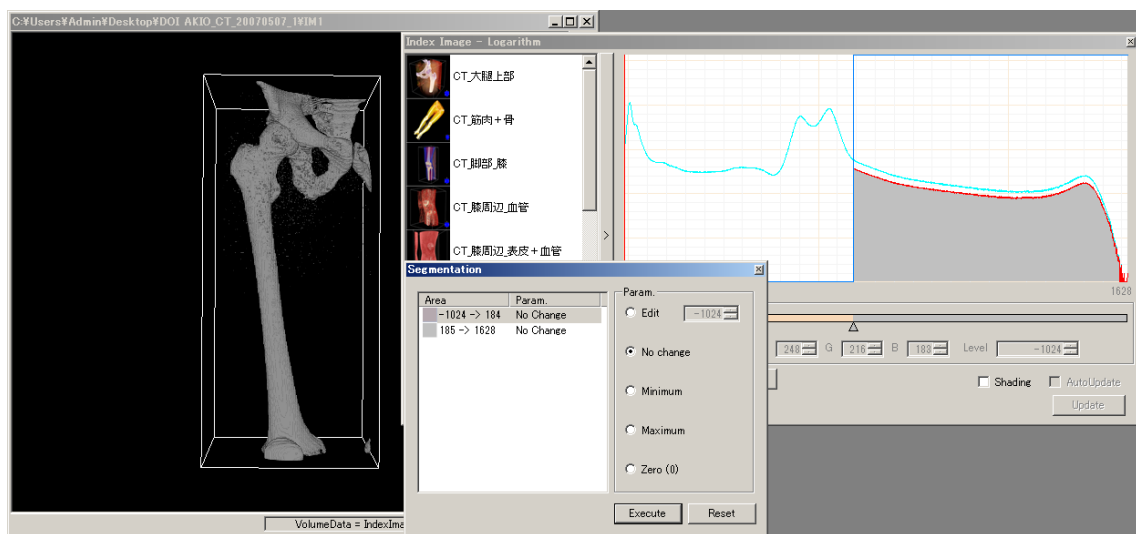 C:¥Users¥Admin¥Desktop¥DOI AKIO_CT_20070507_1¥IM1
Index Image - Logarithm
CT_大腿上部
CT_筋肉+骨
CT_脚部_膝
CT_膝周辺_血管
CT_膝周辺_表皮+血管
>
1628
Segmentation
Area Param.
-1024 -> 184 No Change
185 -> 1628 No Change
Param.
Edit -1024
No change
Minimum
Maximum
Zero (0)
Execute Reset
248 G 216 B 183 Level -1024
Shading AutoUpdate
Update
VolumeData = IndexIma